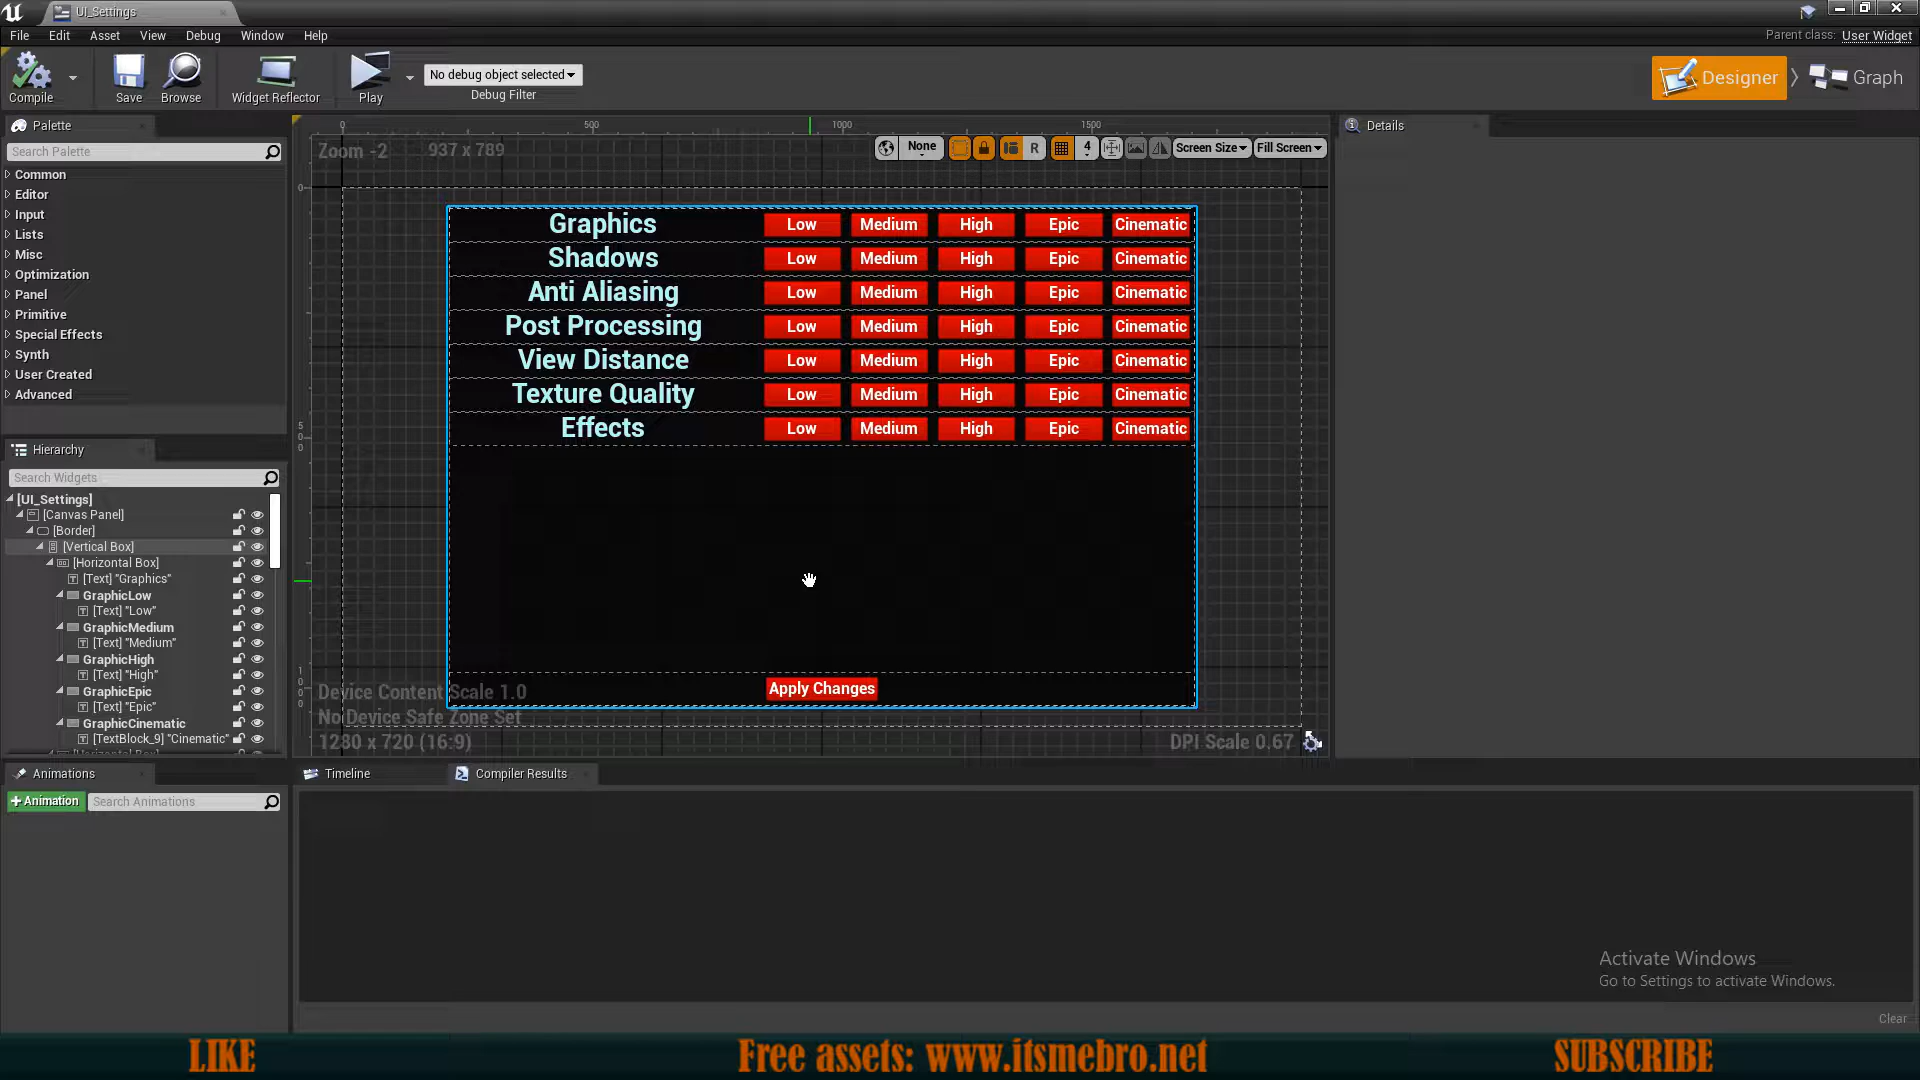 UI_Settings
File Edit Asset View Window Debug Help
Parent class: User Widget
Compile Save Browse Widget Reflector Play
No debug object selected
Debug Filter
Designer Graph
Palette
Search Palette
Common
Editor
Input
Lists
Misc
Optimization
Panel
Primitive
Special Effects
Synth
User Created
Advanced
Hierarchy
Search Widgets
[UI_Settings]
[Canvas Panel]
[Border]
[Vertical Box]
[Horizontal Box]
[Text] "Graphics"
GraphicLow
[Text] "Low"
GraphicMedium
[Text] "Medium"
GraphicHigh
[Text] "High"
GraphicEpic
[Text] "Epic"
GraphicCinematic
[TextBlock_9] "Cinematic"
Animations
+Animation
Search Animations
0 500 1000 1500
Zoom -2 937 x 789
None R 4 Screen Size Fill Screen
0
500
1000
Graphics Low Medium High Epic Cinematic
Shadows Low Medium High Epic Cinematic
Anti Aliasing Low Medium High Epic Cinematic
Post Processing Low Medium High Epic Cinematic
View Distance Low Medium High Epic Cinematic
Texture Quality Low Medium High Epic Cinematic
Effects Low Medium High Epic Cinematic
Apply Changes
Device Content Scale 1.0
No Device Safe Zone Set
1280 x 720 (16:9)
DPI Scale 0.67
Details
Timeline
Compiler Results
Activate Windows
Go to Settings to activate Windows.
Clear
LIKE
Free assets: www.itsmebro.net
SUBSCRIBE